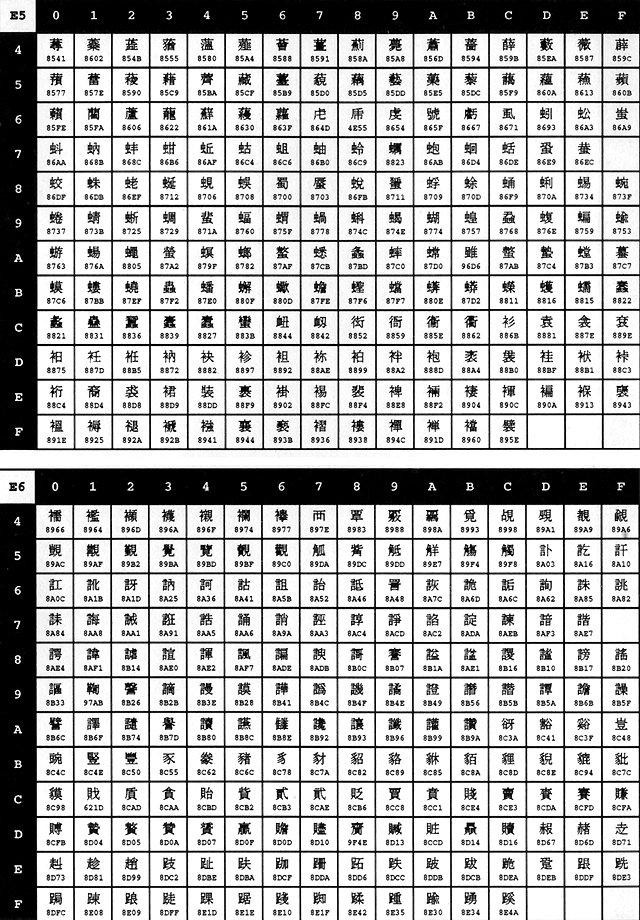 E5 0 1 2 3 4 5 6 7 8 9 A B C D E F
4 蕁 蘂 蕋 蕕 薀 薤 薈 薑 薊 薨 蕭 薔 薛 藪 薇 薜
8541 8602 854B 8555 8580 85A4 8588 8591 858A 85A8 856D 8594 859B 85EA 8587 859C
5 蕷 蕾 薐 藉 薺 藏 薹 藐 藕 藝 藥 藜 藹 蘊 蘓 蘋
8577 857E 8590 85C9 85BA 85CF 85B9 85D0 85D5 85DD 85E5 85DC 85F9 860A 8613 860B
6 藾 藺 蘆 蘢 蘚 蘰 蘿 虍 乕 虔 號 虧 虱 蚓 蚣 蚩
85FE 85FA 8606 8622 861A 8630 863F 864D 4E55 8654 865F 8667 8671 8693 86A3 86A9
7 蚪 蚋 蚌 蚶 蚯 蛄 蛆 蚰 蛉 蠣 蚫 蛔 蛞 蛩 蛬
86AA 868B 868C 86B6 86AF 86C4 86C6 86B0 86C9 8823 86AB 86D4 86DE 86E9 86EC
8 蛟 蛛 蛯 蜒 蜆 蜈 蜀 蜃 蛻 蜑 蜉 蜍 蛹 蜊 蜴 蜿
86DF 86DB 86EF 8712 8706 8708 8700 8703 86FB 8711 8709 870D 86F9 870A 8734 873F
9 蜷 蜻 蜥 蜩 蜚 蝠 蝟 蝸 蝌 蝎 蝴 蝗 蝨 蝮 蝙 蝓
8737 873B 8725 8729 871A 8760 875F 8778 874C 874E 8774 8757 8768 876E 8759 8753
A 蝣 蝪 蠅 螢 螟 螂 螯 蟋 螽 蟀 蟐 雖 螫 蟄 螳 蟇
8763 876A 8805 87A2 879F 8782 87AF 87CB 87BD 87C0 87D0 96D6 87AB 87C4 87B3 87C7
B 蟆 螻 蟯 蟲 蟠 蠏 蠍 蟾 蟶 蟷 蠎 蟒 蠑 蠖 蠕 蠢
87C6 87BB 87EF 87F2 87E0 880F 880D 87FE 87F6 87F7 880E 87D2 8811 8816 8815 8822
C 蠡 蠱 蠶 蠹 蠧 蠻 衄 衂 衒 衙 衞 衢 衫 袁 衾 袞
8821 8831 8836 8839 8827 883B 8844 8842 8852 8859 885E 8862 886B 8881 887E 889E
D 衵 衽 袵 衲 袂 袗 袒 袮 袙 袢 袍 袤 袰 袿 袱 裃
8875 887D 88B5 8872 8882 8897 8892 88AE 8899 88A2 888D 88A4 88B0 88BF 88B1 88C3
E 裄 裔 裘 裙 裝 裹 褂 裼 裴 裨 裲 褄 褌 褊 褓 襃
88C4 88D4 88D8 88D9 88DD 88F9 8902 88FC 88F4 88E8 88F2 8904 890C 890A 8913 8943
F 褞 褥 褪 褫 襁 襄 褻 褶 褸 襌 褝 襠 襞
891E 8925 892A 892B 8941 8944 893B 8936 8938 894C 891D 8960 895E
E6 0 1 2 3 4 5 6 7 8 9 A B C D E F
4 襦 襤 襭 襪 襯 襴 襷 襾 覃 覈 覊 覓 覘 覡 覩 覦
8966 8964 896D 896A 896F 8974 8977 897E 8983 8988 898A 8993 8998 89A1 89A9 89A6
5 覬 覯 覲 覺 覽 覿 觀 觚 觜 觝 觧 觴 觸 訃 訖 訐
89AC 89AF 89B2 89BA 89BD 89BF 89C0 89DA 89DC 89DD 89E7 89F4 89F8 8A03 8A16 8A10
6 訌 訛 訝 訥 訶 詁 詛 詒 詆 詈 詼 詭 詬 詢 誅 誂
8A0C 8A1B 8A1D 8A25 8A36 8A41 8A5B 8A52 8A46 8A48 8A7C 8A6D 8A6C 8A62 8A85 8A82
7 誄 誨 誡 誑 誥 誦 誚 誣 諄 諍 諂 諚 諫 諳 諧
8A84 8AA8 8AA1 8A91 8AA5 8AA6 8A9A 8AA3 8AC4 8ACD 8AC2 8ADA 8AEB 8AF3 8AE7
8 諤 諱 謔 諠 諢 諷 諞 諛 謌 謇 謚 諡 謖 謐 謗 謠
8AE4 8AF1 8B14 8AE0 8AE2 8AF7 8ADE 8ADB 8B0C 8B07 8B1A 8AE1 8B16 8B10 8B17 8B20
9 謳 鞫 謦 謫 謾 謨 譁 譌 譏 譎 證 譖 譛 譚 譫 譟
8B33 97AB 8B26 8B2B 8B3E 8B28 8B41 8B4C 8B4F 8B4E 8B49 8B56 8B5B 8B5A 8B6B 8B5F
A 譬 譯 譴 譽 讀 讌 讎 讒 讓 讖 讙 讚 谺 豁 谿 豈
8B6C 8B6F 8B74 8B7D 8B80 8B8C 8B8E 8B92 8B93 8B96 8B99 8B9A 8C3A 8C41 8C3F 8C48
B 豌 豎 豐 豕 豢 豬 豸 豺 貂 貉 貅 貊 貍 貎 貔 豼
8C4C 8C4E 8C50 8C55 8C62 8C6C 8C78 8C7A 8C82 8C89 8C85 8C8A 8C8D 8C8E 8C94 8C7C
C 貘 戝 貭 貪 貽 貲 貳 貮 貶 賈 賁 賤 賣 賚 賽 賺
8C98 621D 8CAD 8CAA 8CBD 8CB2 8CB3 8CAE 8CB6 8CC8 8CC1 8CE4 8CE3 8CDA 8CFD 8CFA
D 賻 贄 贅 贊 贇 贏 贍 贐 齎 贓 賍 贔 贖 赧 赭 赱
8CFB 8D04 8D05 8D0A 8D07 8D0F 8D0D 8D10 9F4E 8D13 8CCD 8D14 8D16 8D67 8D6D 8D71
E 赳 趁 趙 跂 趾 趺 跏 跚 跖 跌 跛 跋 跪 跫 跟 跣
8D73 8D81 8D99 8DC2 8DBE 8DBA 8DCF 8DDA 8DD6 8DCC 8DDB 8DCB 8DEA 8DEB 8DDF 8DE3
F 跼 踈 踉 跿 踝 踞 踐 踟 蹂 踵 踰 踴 蹊
8DFC 8E08 8E09 8DFF 8E1D 8E1E 8E10 8E1F 8E42 8E35 8E30 8E34 8E4A